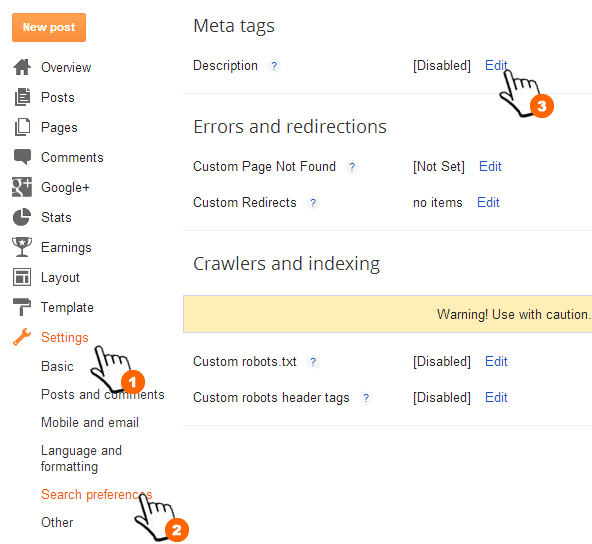 New post
Overview
Posts
Pages
Comments
Google+
Stats
Earnings
Layout
Template
Settings
1
Basic
Posts and comments
Mobile and email
Language and
formatting
Search preferences
2
Other
Meta tags
Description ? [Disabled] Edit
3
Errors and redirections
Custom Page Not Found ? [Not Set] Edit
Custom Redirects ? no items Edit
Crawlers and indexing
Warning! Use with caution.
Custom robots.txt ? [Disabled] Edit
Custom robots header tags ? [Disabled] Edit